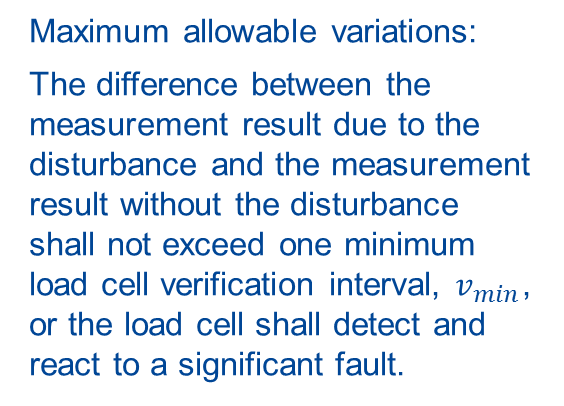 Maximum allowable variations:
The difference between the
measurement result due to the
disturbance and the measurement
result without the disturbance
shall not exceed one minimum
load cell verification interval, v_min,
or the load cell shall detect and
react to a significant fault.